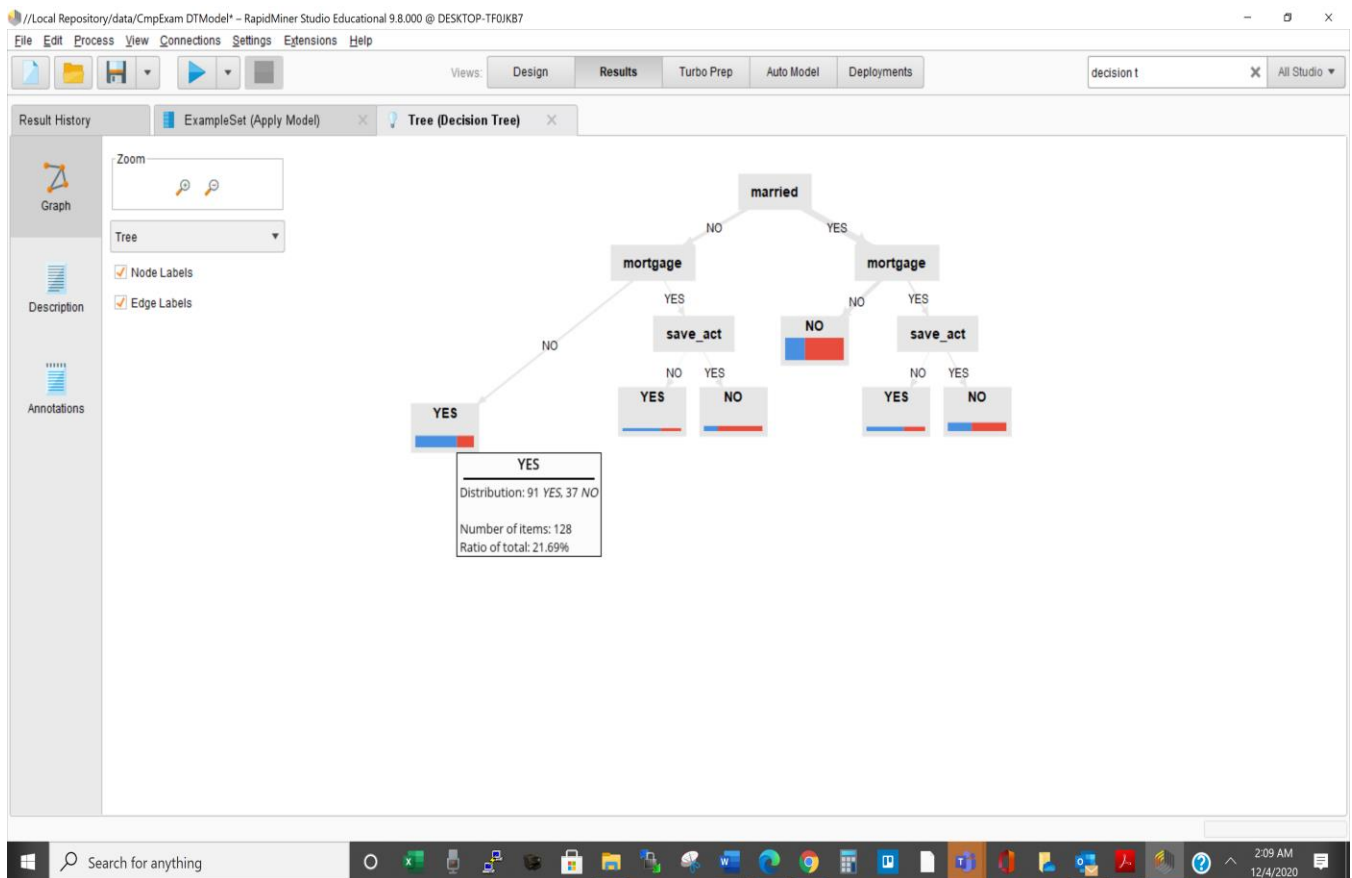 //Local Repository/data/CmpExam DTModel* – RapidMiner Studio Educational 9.8.000 @ DESKTOP-TF0JKB7
File Edit Process View Connections Settings Extensions Help
Views: Design Results Turbo Prep Auto Model Deployments decision t All Studio
Result History ExampleSet (Apply Model) Tree (Decision Tree)
Graph
Description
Annotations
Zoom
Tree
Node Labels
Edge Labels
married
NO YES
mortgage mortgage
YES NO YES
NO save_act NO save_act
NO YES NO YES
YES YES NO YES NO
YES
Distribution: 91 YES, 37 NO
Number of items: 128
Ratio of total: 21.69%
Search for anything
2:09 AM
12/4/2020